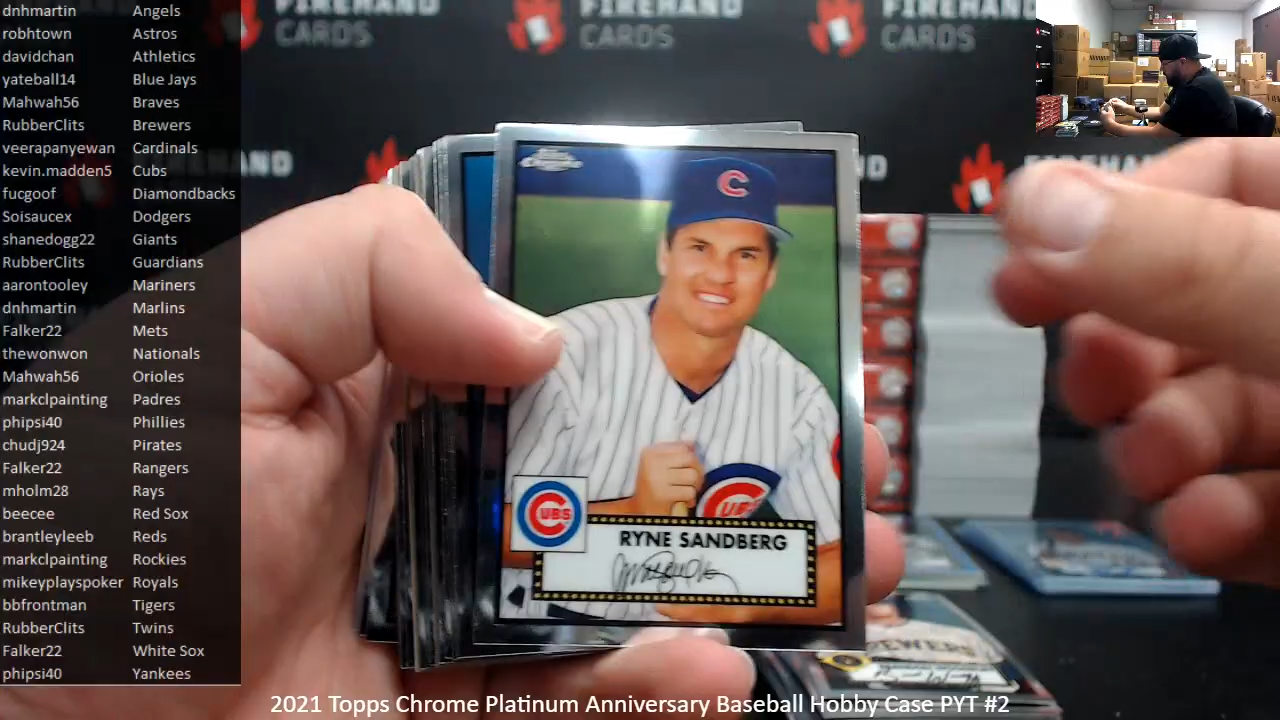 dnhmartin Angels
robhtown Astros
davidchan Athletics
yateball14 Blue Jays
Mahwah56 Braves
RubberClits Brewers
veerapanyewan Cardinals
kevin.madden5 Cubs
fucgoof Diamondbacks
Soisaucex Dodgers
shanedogg22 Giants
RubberClits Guardians
aarontooley Mariners
dnhmartin Marlins
Falker22 Mets
thewonwon Nationals
Mahwah56 Orioles
markclpainting Padres
phipsi40 Phillies
chudj924 Pirates
Falker22 Rangers
mholm28 Rays
beecee Red Sox
brantleyleeb Reds
markclpainting Rockies
mikeyplayspoker Royals
bbfrontman Tigers
RubberClits Twins
Falker22 White Sox
phipsi40 Yankees
FIREHAND
CARDS
FIREHAND
CARDS
FIREHAND
CARDS
Topps
Chrome
C
CUBS
RYNE SANDBERG
2021 Topps Chrome Platinum Anniversary Baseball Hobby Case PYT #2